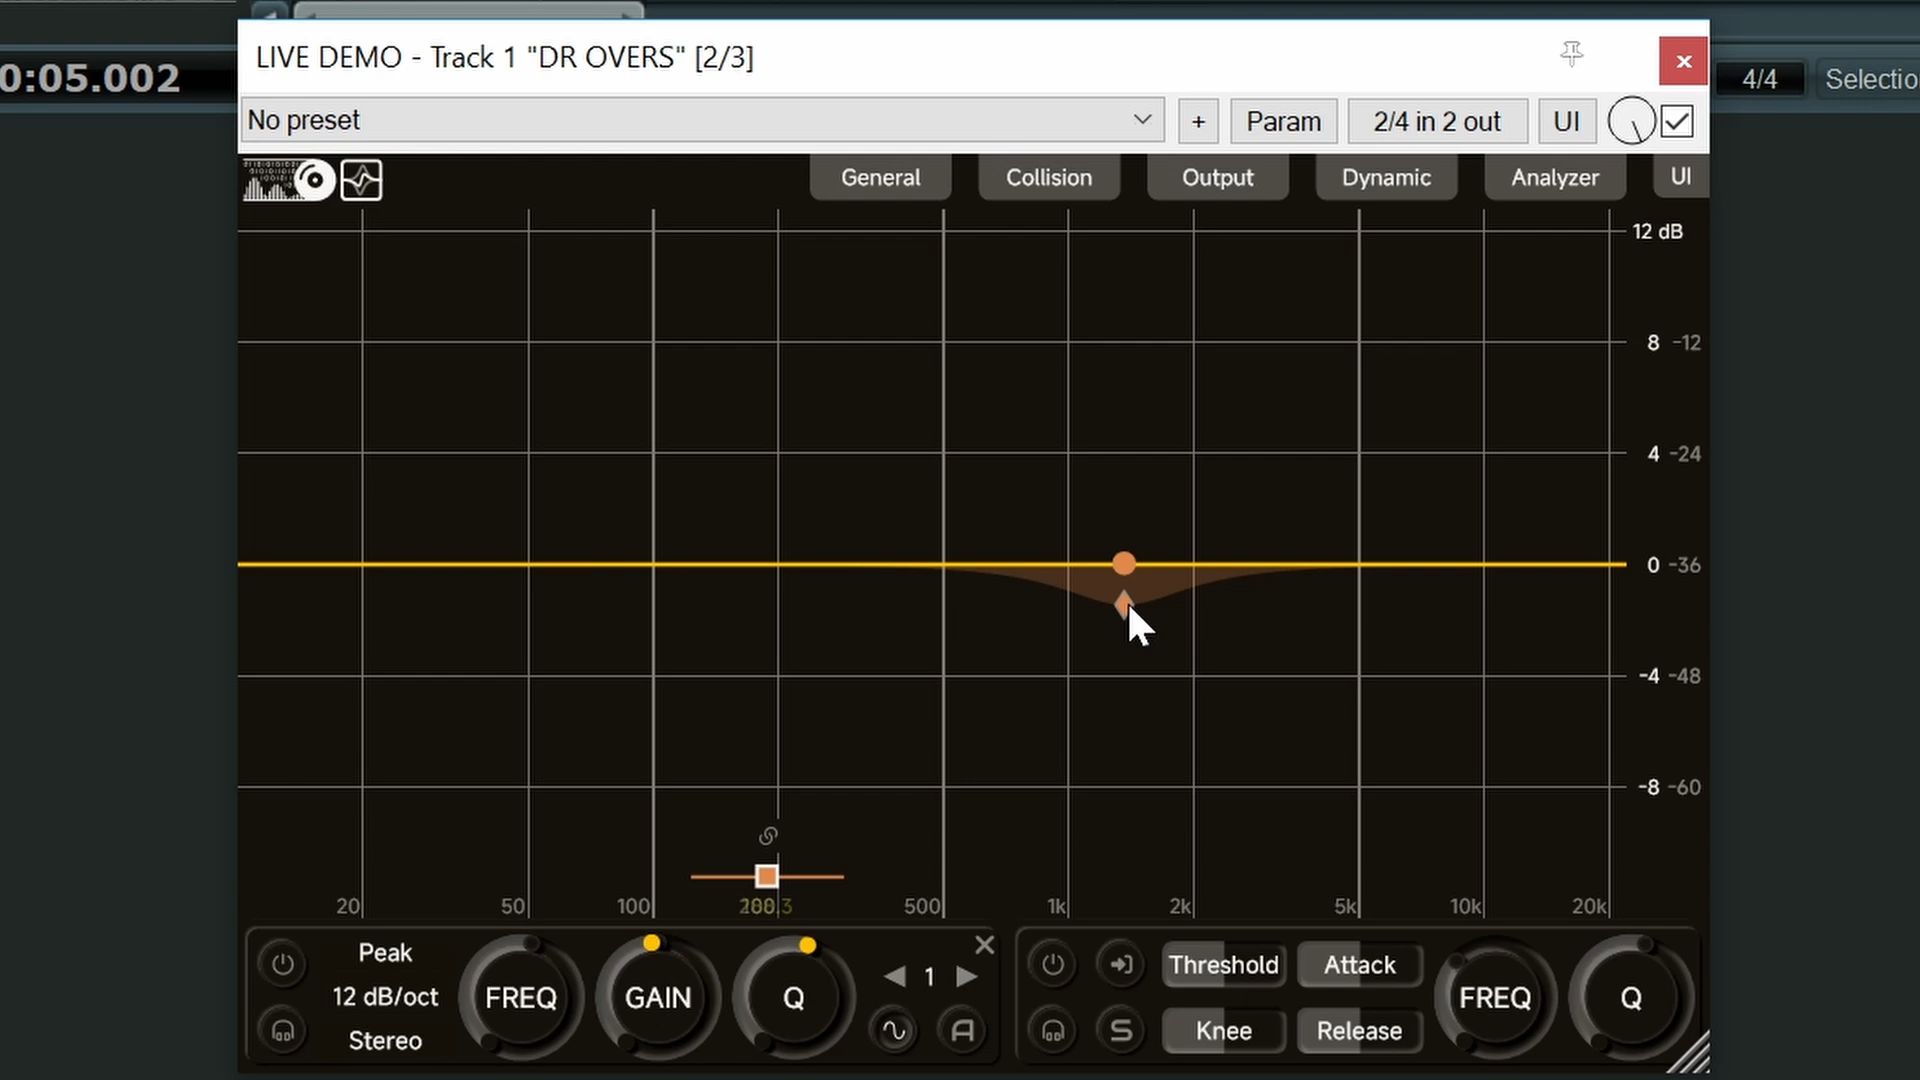 LIVE DEMO - Track 1 "DR OVERS" [2/3]
0:05.002
4/4
Selectio
No preset
+
Param
2/4 in 2 out
UI
General
Collision
Output
Dynamic
Analyzer
UI
12 dB
8 -12
4 -24
0 -36
-4 -48
-8 -60
20 50 100 500 1k 2k 5k 10k 20k
Peak
12 dB/oct
Stereo
FREQ
GAIN
Q
1
A
Threshold
Attack
S
Knee
Release
FREQ
Q